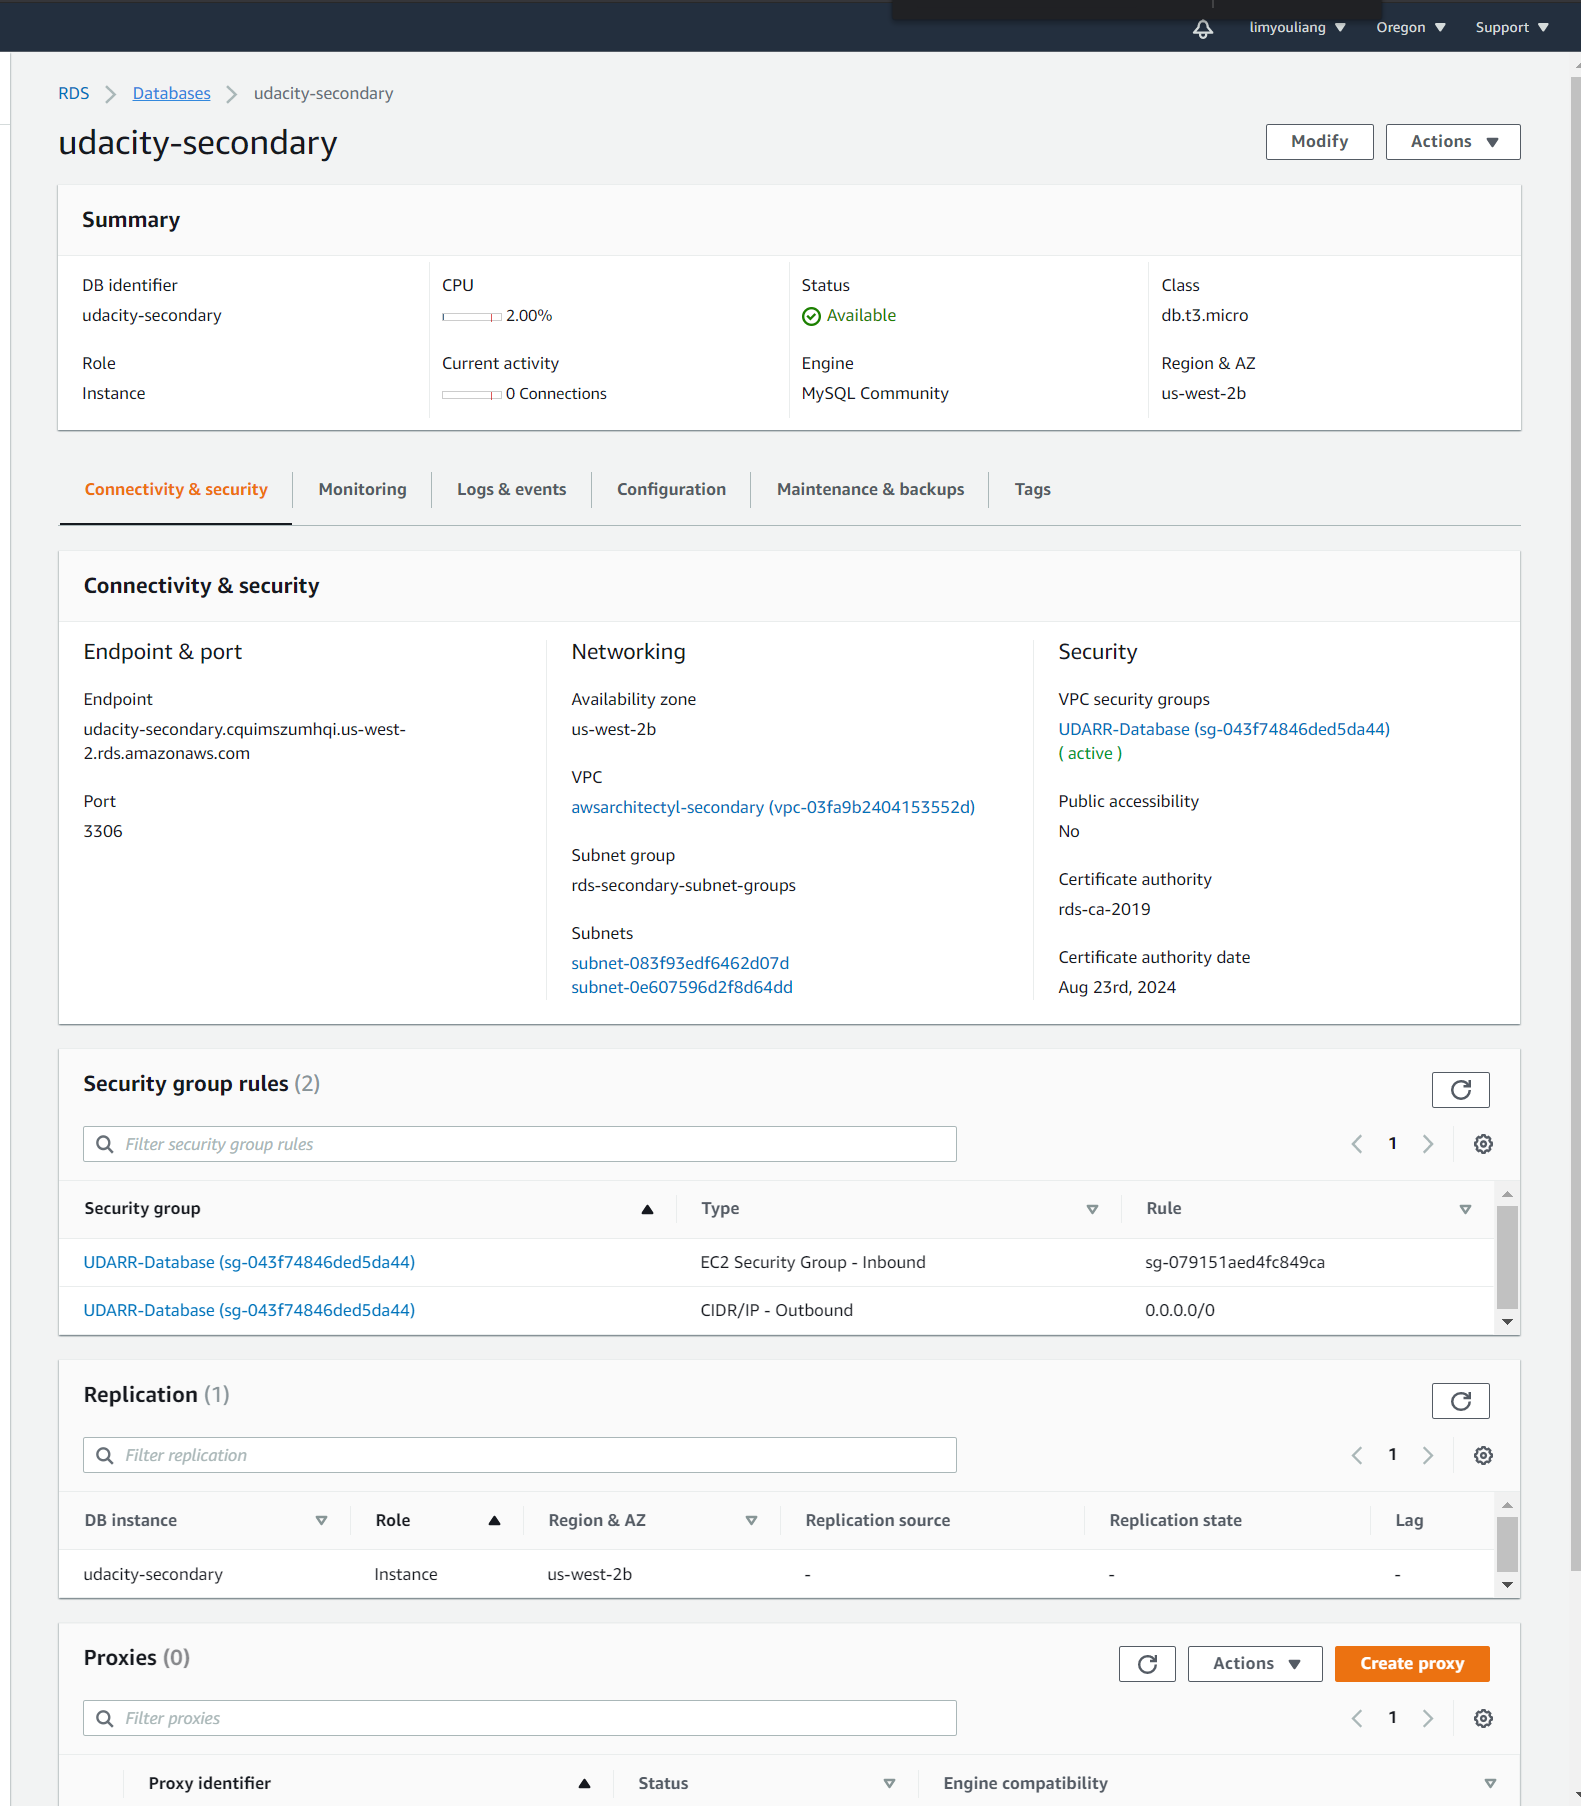 limyouliang Oregon Support
RDS Databases udacity-secondary
udacity-secondary
Modify Actions
Summary
DB identifier CPU Status Class
udacity-secondary 2.00% Available db.t3.micro
Role Current activity Engine Region & AZ
Instance 0 Connections MySQL Community us-west-2b
Connectivity & security Monitoring Logs & events Configuration Maintenance & backups Tags
Connectivity & security
Endpoint & port
Endpoint
udacity-secondary.cquimszumhqi.us-west-
2.rds.amazonaws.com
Port
3306
Networking
Availability zone
us-west-2b
VPC
awsarchitectyl-secondary (vpc-03fa9b2404153552d)
Subnet group
rds-secondary-subnet-groups
Subnets
subnet-083f93edf6462d07d
subnet-0e607596d2f8d64dd
Security
VPC security groups
UDARR-Database (sg-043f74846ded5da44)
( active )
Public accessibility
No
Certificate authority
rds-ca-2019
Certificate authority date
Aug 23rd, 2024
Security group rules (2)
Filter security group rules 1
Security group Type Rule
UDARR-Database (sg-043f74846ded5da44) EC2 Security Group - Inbound sg-079151aed4fc849ca
UDARR-Database (sg-043f74846ded5da44) CIDR/IP - Outbound 0.0.0.0/0
Replication (1)
Filter replication 1
DB instance Role Region & AZ Replication source Replication state Lag
udacity-secondary Instance us-west-2b - - -
Proxies (0)
Actions Create proxy
Filter proxies 1
Proxy identifier Status Engine compatibility